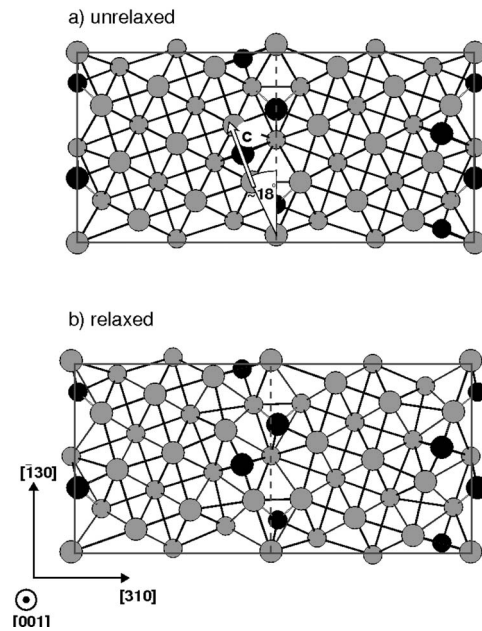 a) unrelaxed
C
≈18°
b) relaxed
[1̄30]
[310]
[001]